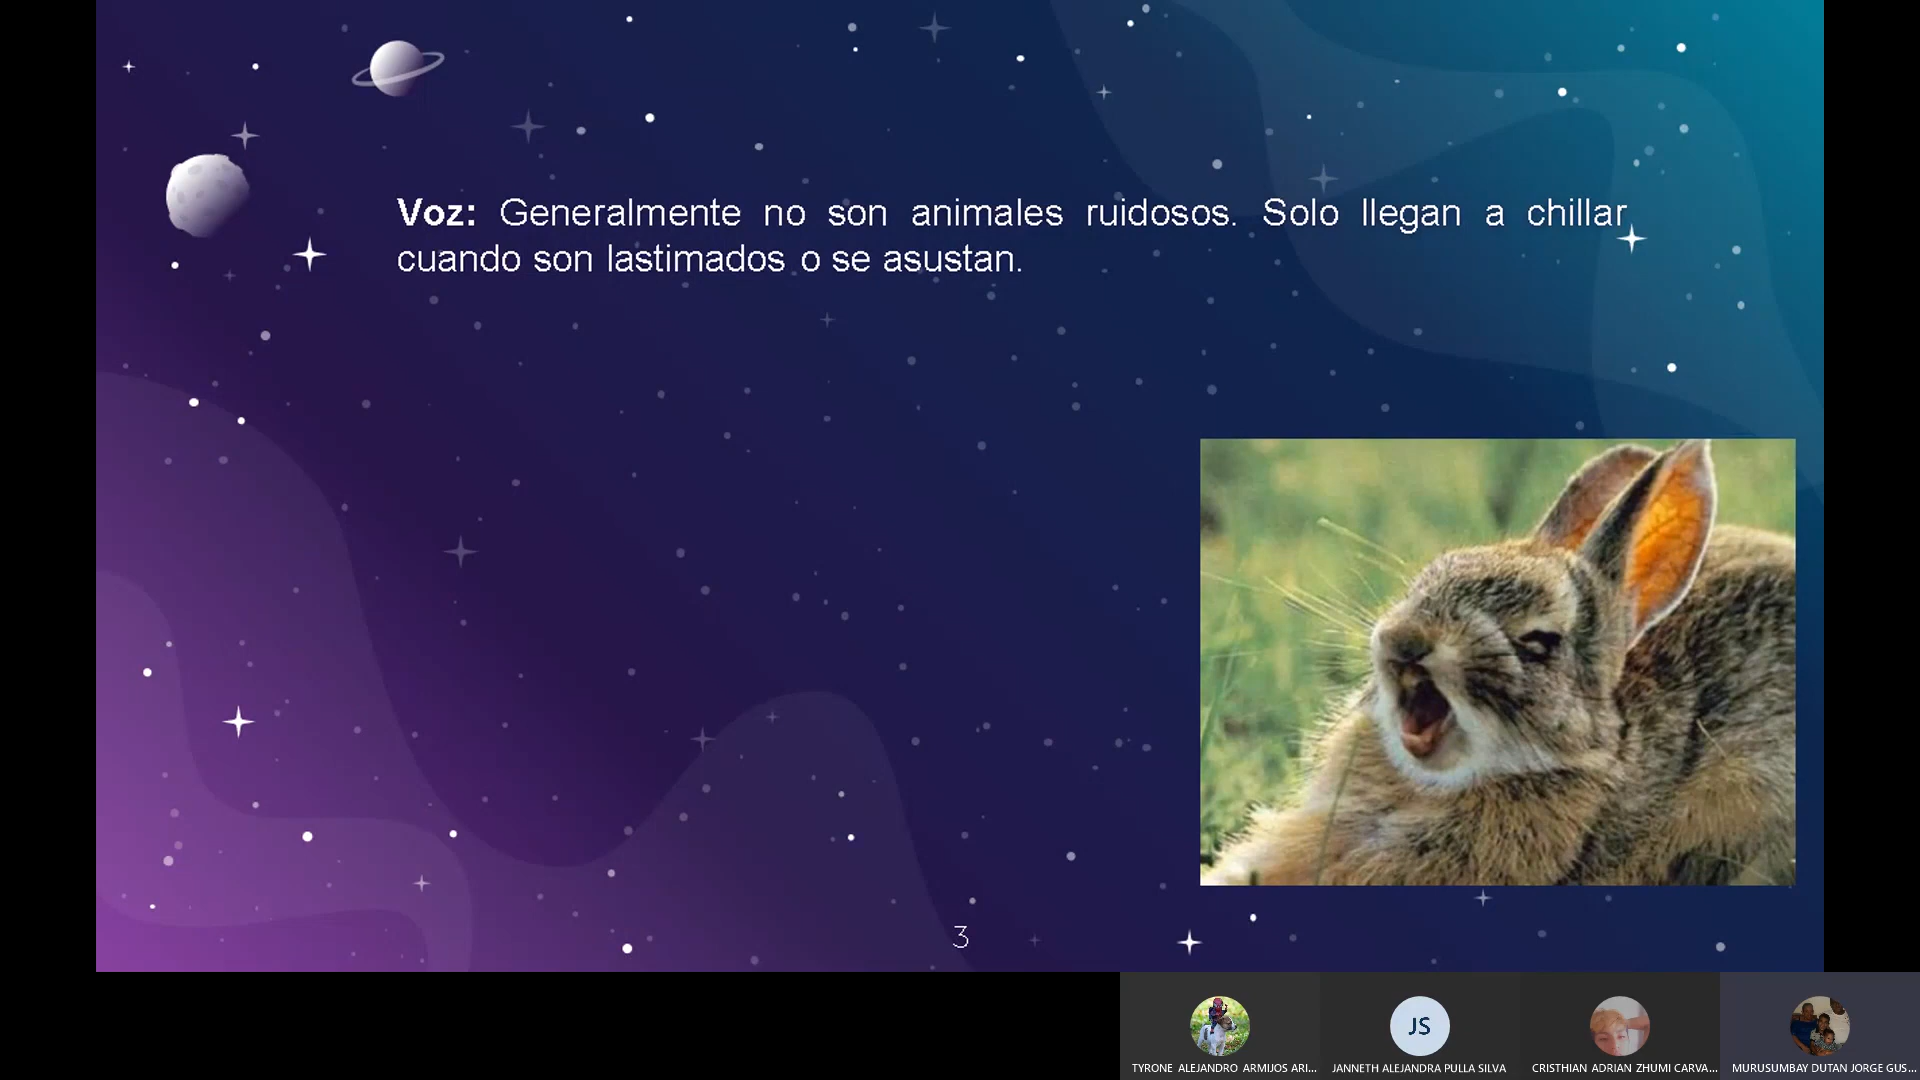 Voz: Generalmente no son animales ruidosos. Solo llegan a chillar
cuando son lastimados o se asustan.
3
JS
TYRONE ALEJANDRO ARMIJOS ARI...
JANNETH ALEJANDRA PULLA SILVA
CRISTHIAN ADRIAN ZHUMI CARVA...
MURUSUMBAY DUTAN JORGE GUS...